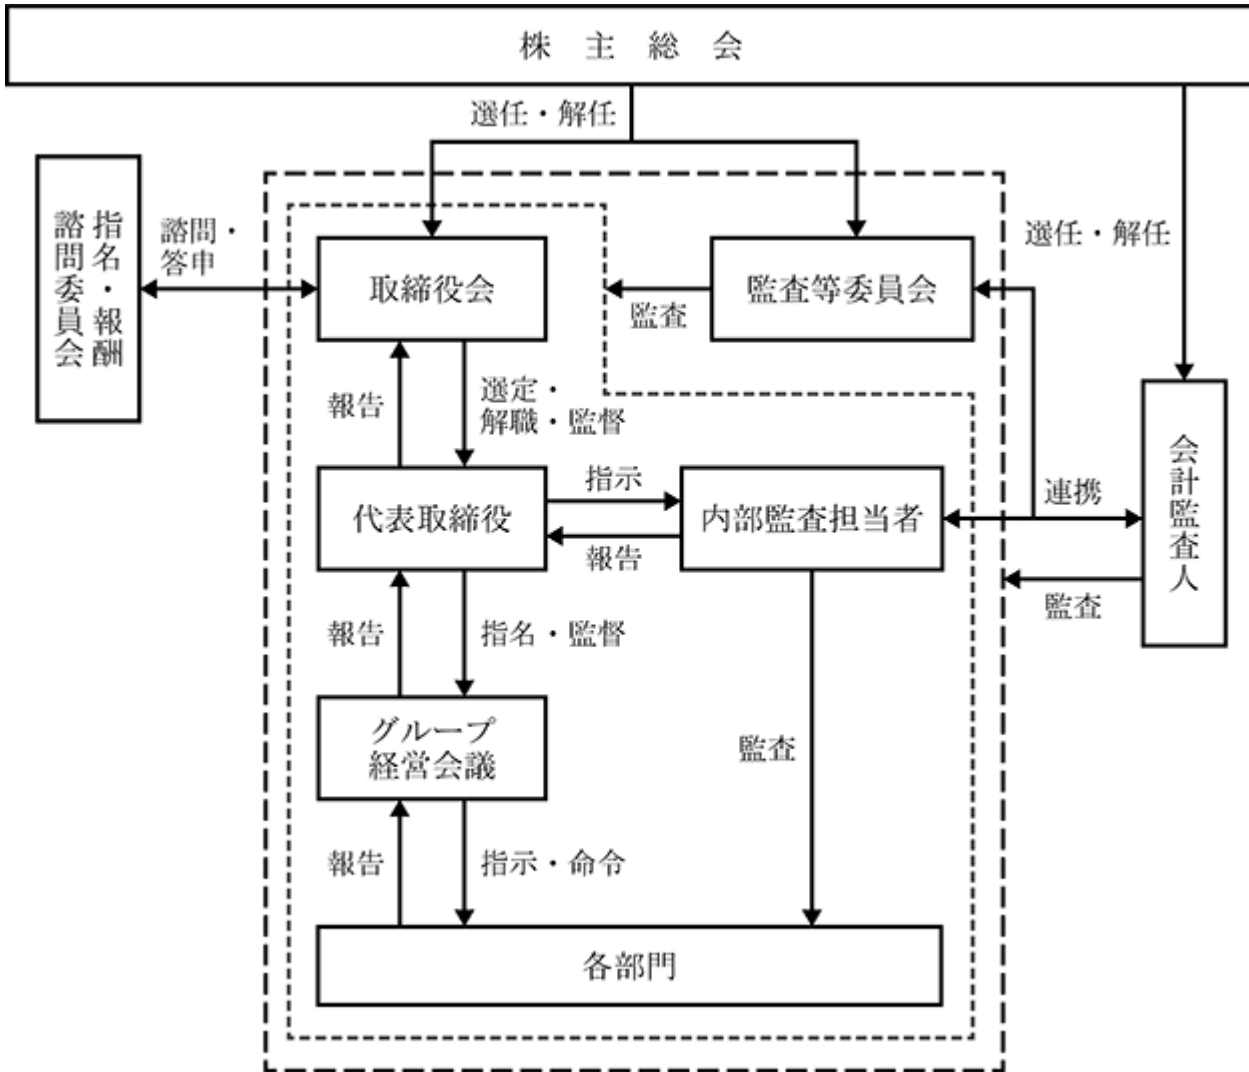 株主総会
選任・解任
指名・報酬
諮問委員会
諮問・
答申
取締役会
監査
監査等委員会
選任・解任
報告
選定・
解職・監督
代表取締役
指示
報告
内部監査担当者
連携
会計監査人
監査
報告
指名・監督
グループ
経営会議
監査
報告
指示・命令
各部門